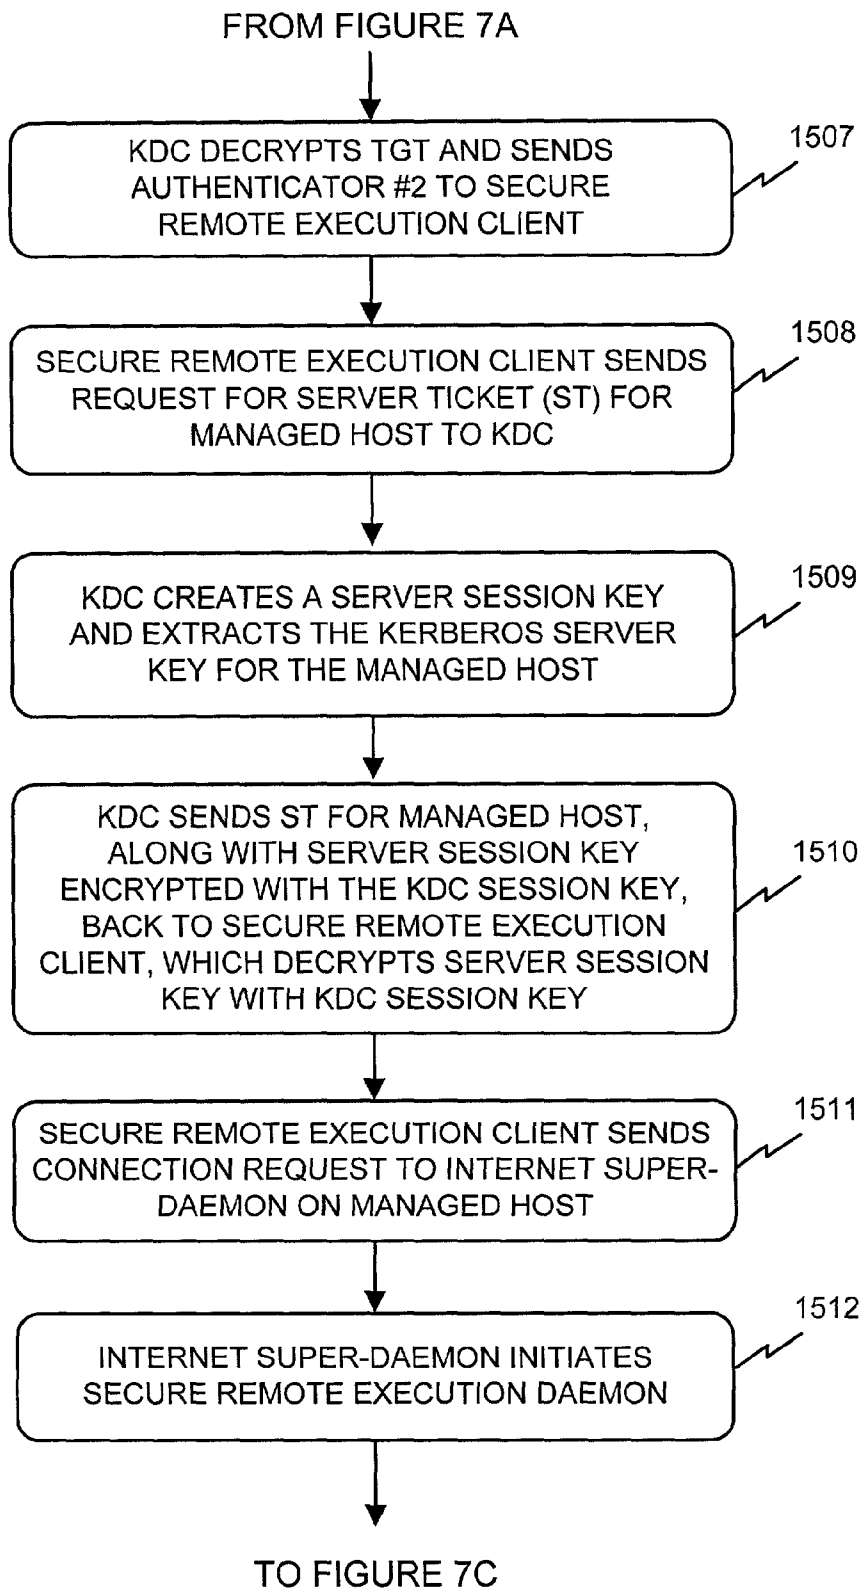 FROM FIGURE 7A
1507
KDC DECRYPTS TGT AND SENDS
AUTHENTICATOR #2 TO SECURE
REMOTE EXECUTION CLIENT
1508
SECURE REMOTE EXECUTION CLIENT SENDS
REQUEST FOR SERVER TICKET (ST) FOR
MANAGED HOST TO KDC
1509
KDC CREATES A SERVER SESSION KEY
AND EXTRACTS THE KERBEROS SERVER
KEY FOR THE MANAGED HOST
1510
KDC SENDS ST FOR MANAGED HOST,
ALONG WITH SERVER SESSION KEY
ENCRYPTED WITH THE KDC SESSION KEY,
BACK TO SECURE REMOTE EXECUTION
CLIENT, WHICH DECRYPTS SERVER SESSION
KEY WITH KDC SESSION KEY
1511
SECURE REMOTE EXECUTION CLIENT SENDS
CONNECTION REQUEST TO INTERNET SUPER-
DAEMON ON MANAGED HOST
1512
INTERNET SUPER-DAEMON INITIATES
SECURE REMOTE EXECUTION DAEMON
TO FIGURE 7C